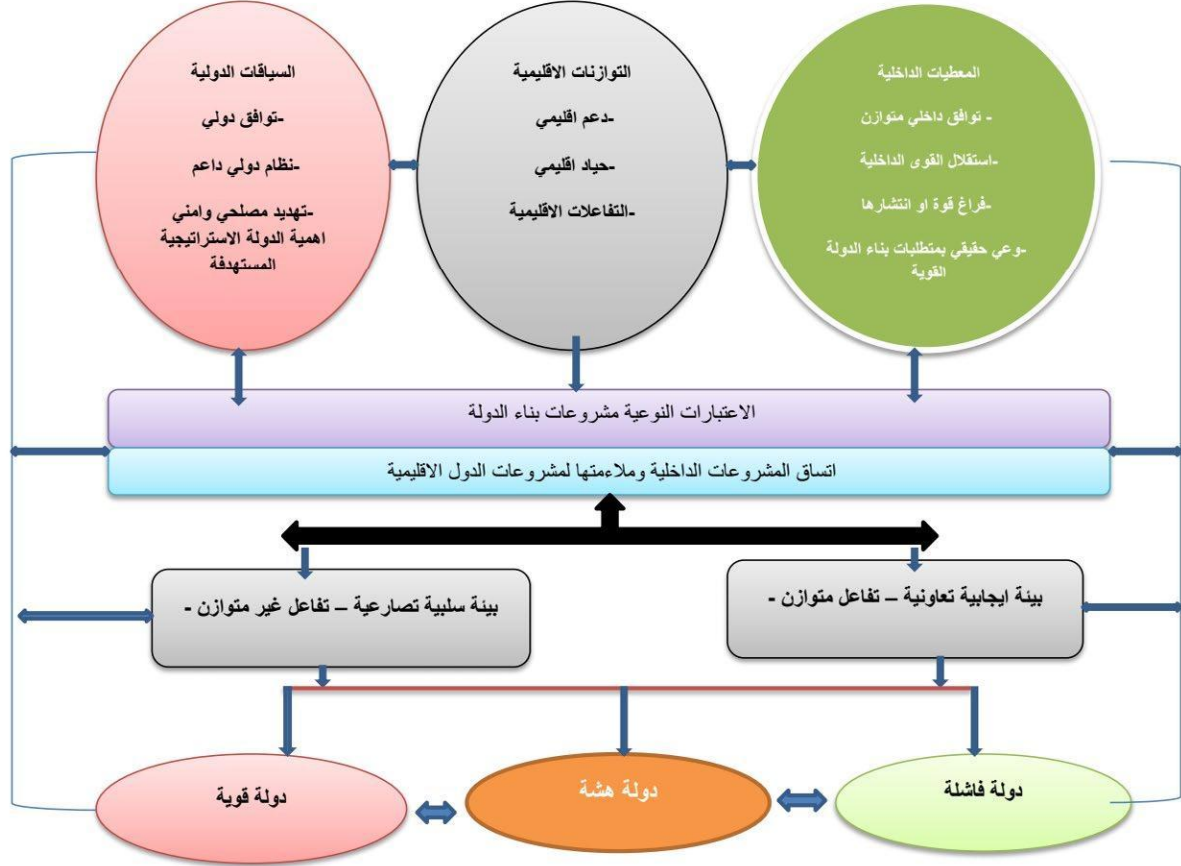 المعطيات الداخلية
- توافق داخلي متوازن
-استقلال القوى الداخلية
-فراغ قوة او انتشارها
-وعي حقيقي بمتطلبات بناء الدولة
القوية
التوازنات الاقليمية
-دعم اقليمي
-حياد اقليمي
-التفاعلات الاقليمية
السياقات الدولية
-توافق دولي
-نظام دولي داعم
-تهديد مصلحي وامني
اهمية الدولة الاستراتيجية
المستهدفة
الاعتبارات النوعية مشروعات بناء الدولة
اتساق المشروعات الداخلية وملاءمتها لمشروعات الدول الاقليمية
بيئة ايجابية تعاونية – تفاعل متوازن -
بيئة سلبية تصارعية – تفاعل غير متوازن -
دولة فاشلة
دولة هشة
دولة قوية